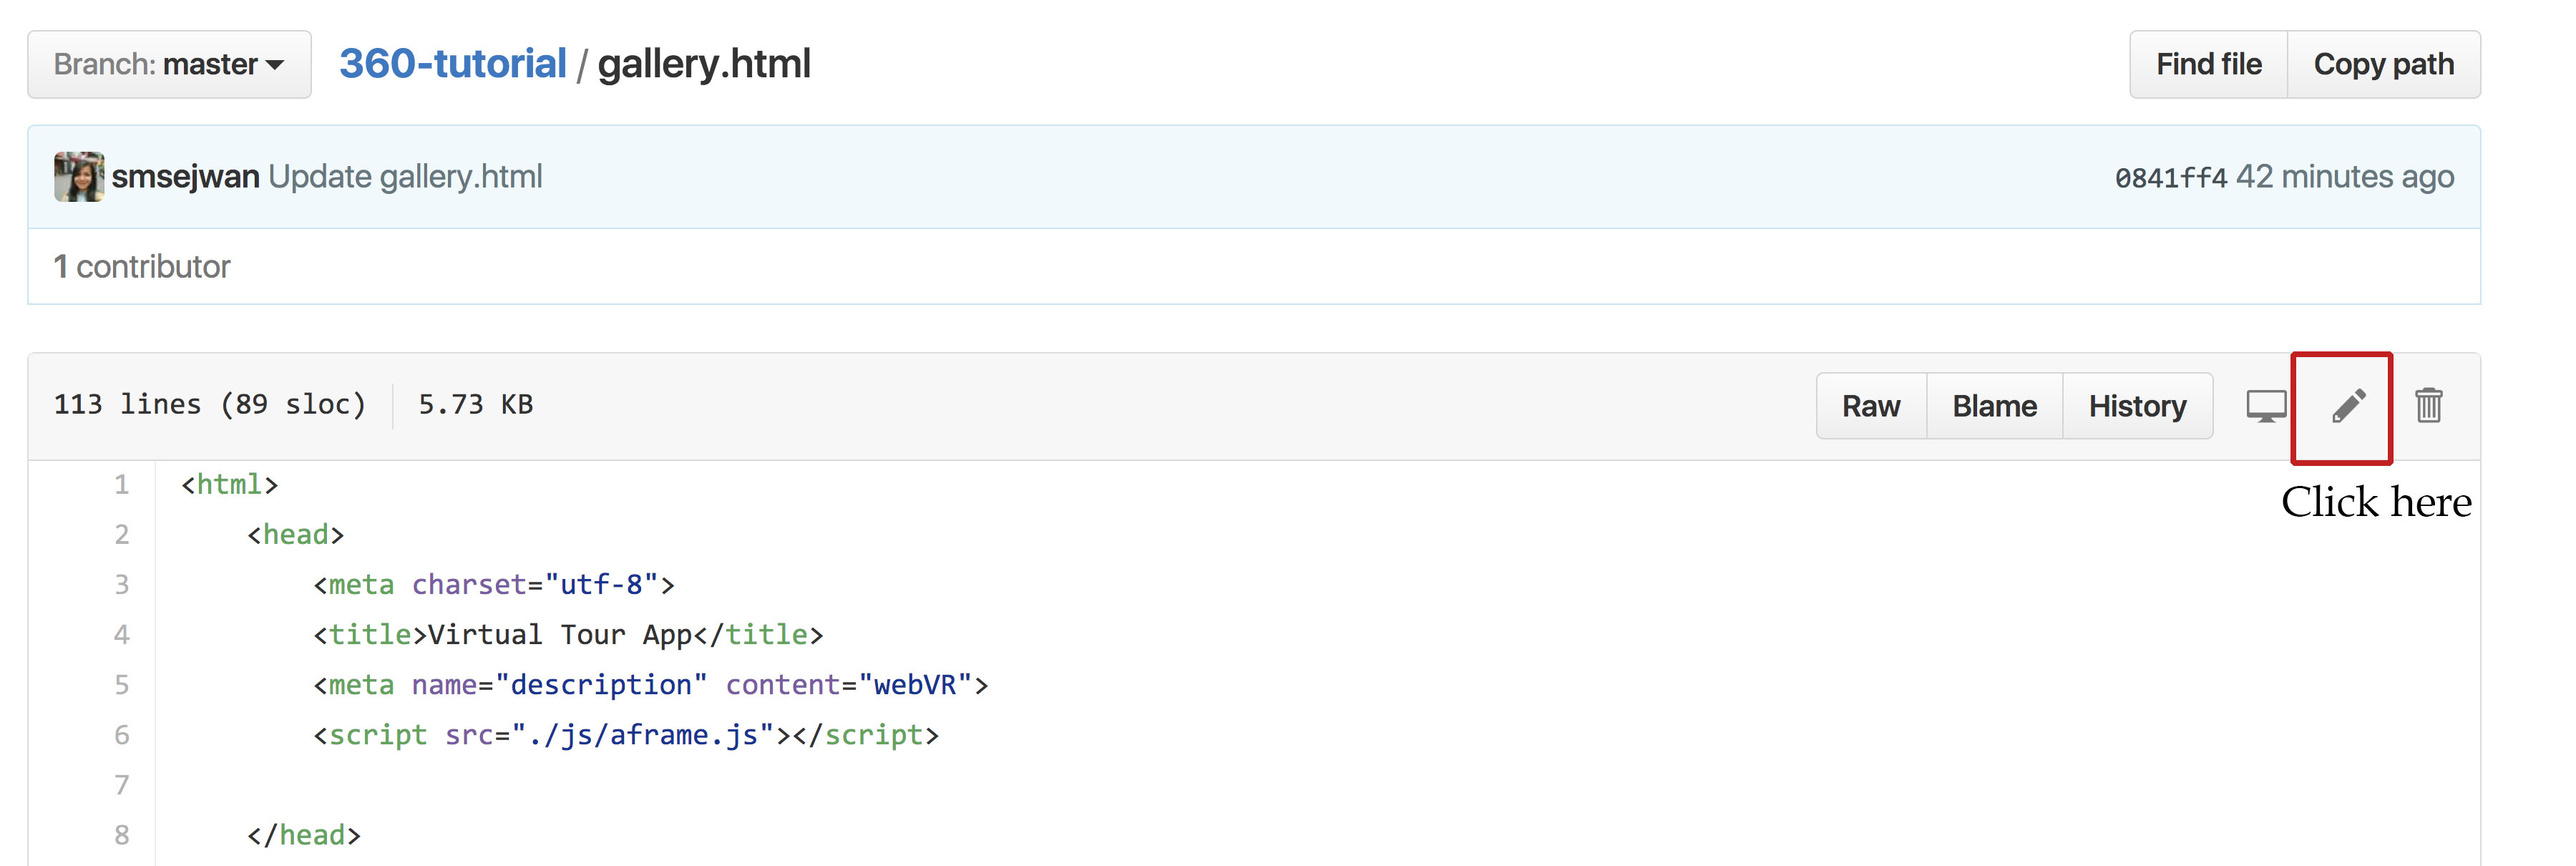 Branch: master 360-tutorial / gallery.html Find file Copy path
smsejwan Update gallery.html 0841ff4 42 minutes ago
1 contributor
113 lines (89 sloc) 5.73 KB Raw Blame History
Click here
1 <html>
2 <head>
3 <meta charset="utf-8">
4 <title>Virtual Tour App</title>
5 <meta name="description" content="webVR">
6 <script src="./js/aframe.js"></script>
7
8 </head>